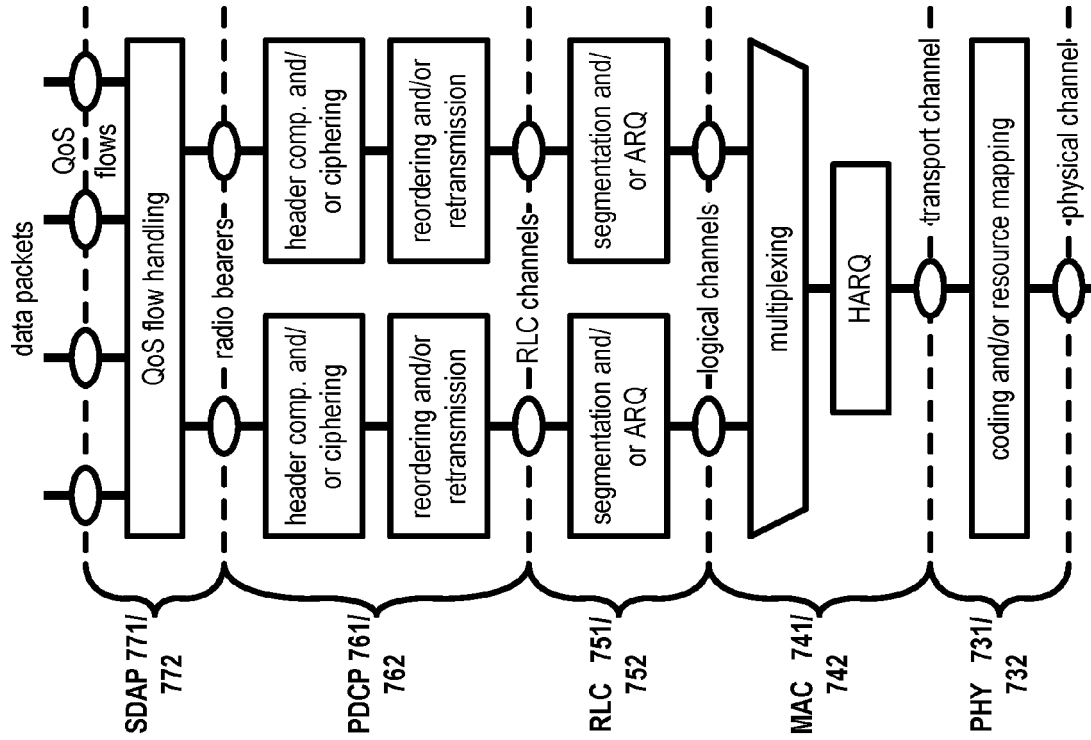 data packets
QoS
flows
SDAP 771/
772
QoS flow handling
radio bearers
PDCP 761/
762
header comp. and/
or ciphering
header comp. and/
or ciphering
reordering and/or
retransmission
reordering and/or
retransmission
RLC channels
RLC 751/
752
segmentation and/
or ARQ
segmentation and/
or ARQ
logical channels
MAC 741/
742
multiplexing
HARQ
transport channel
PHY 731/
732
coding and/or resource mapping
physical channel